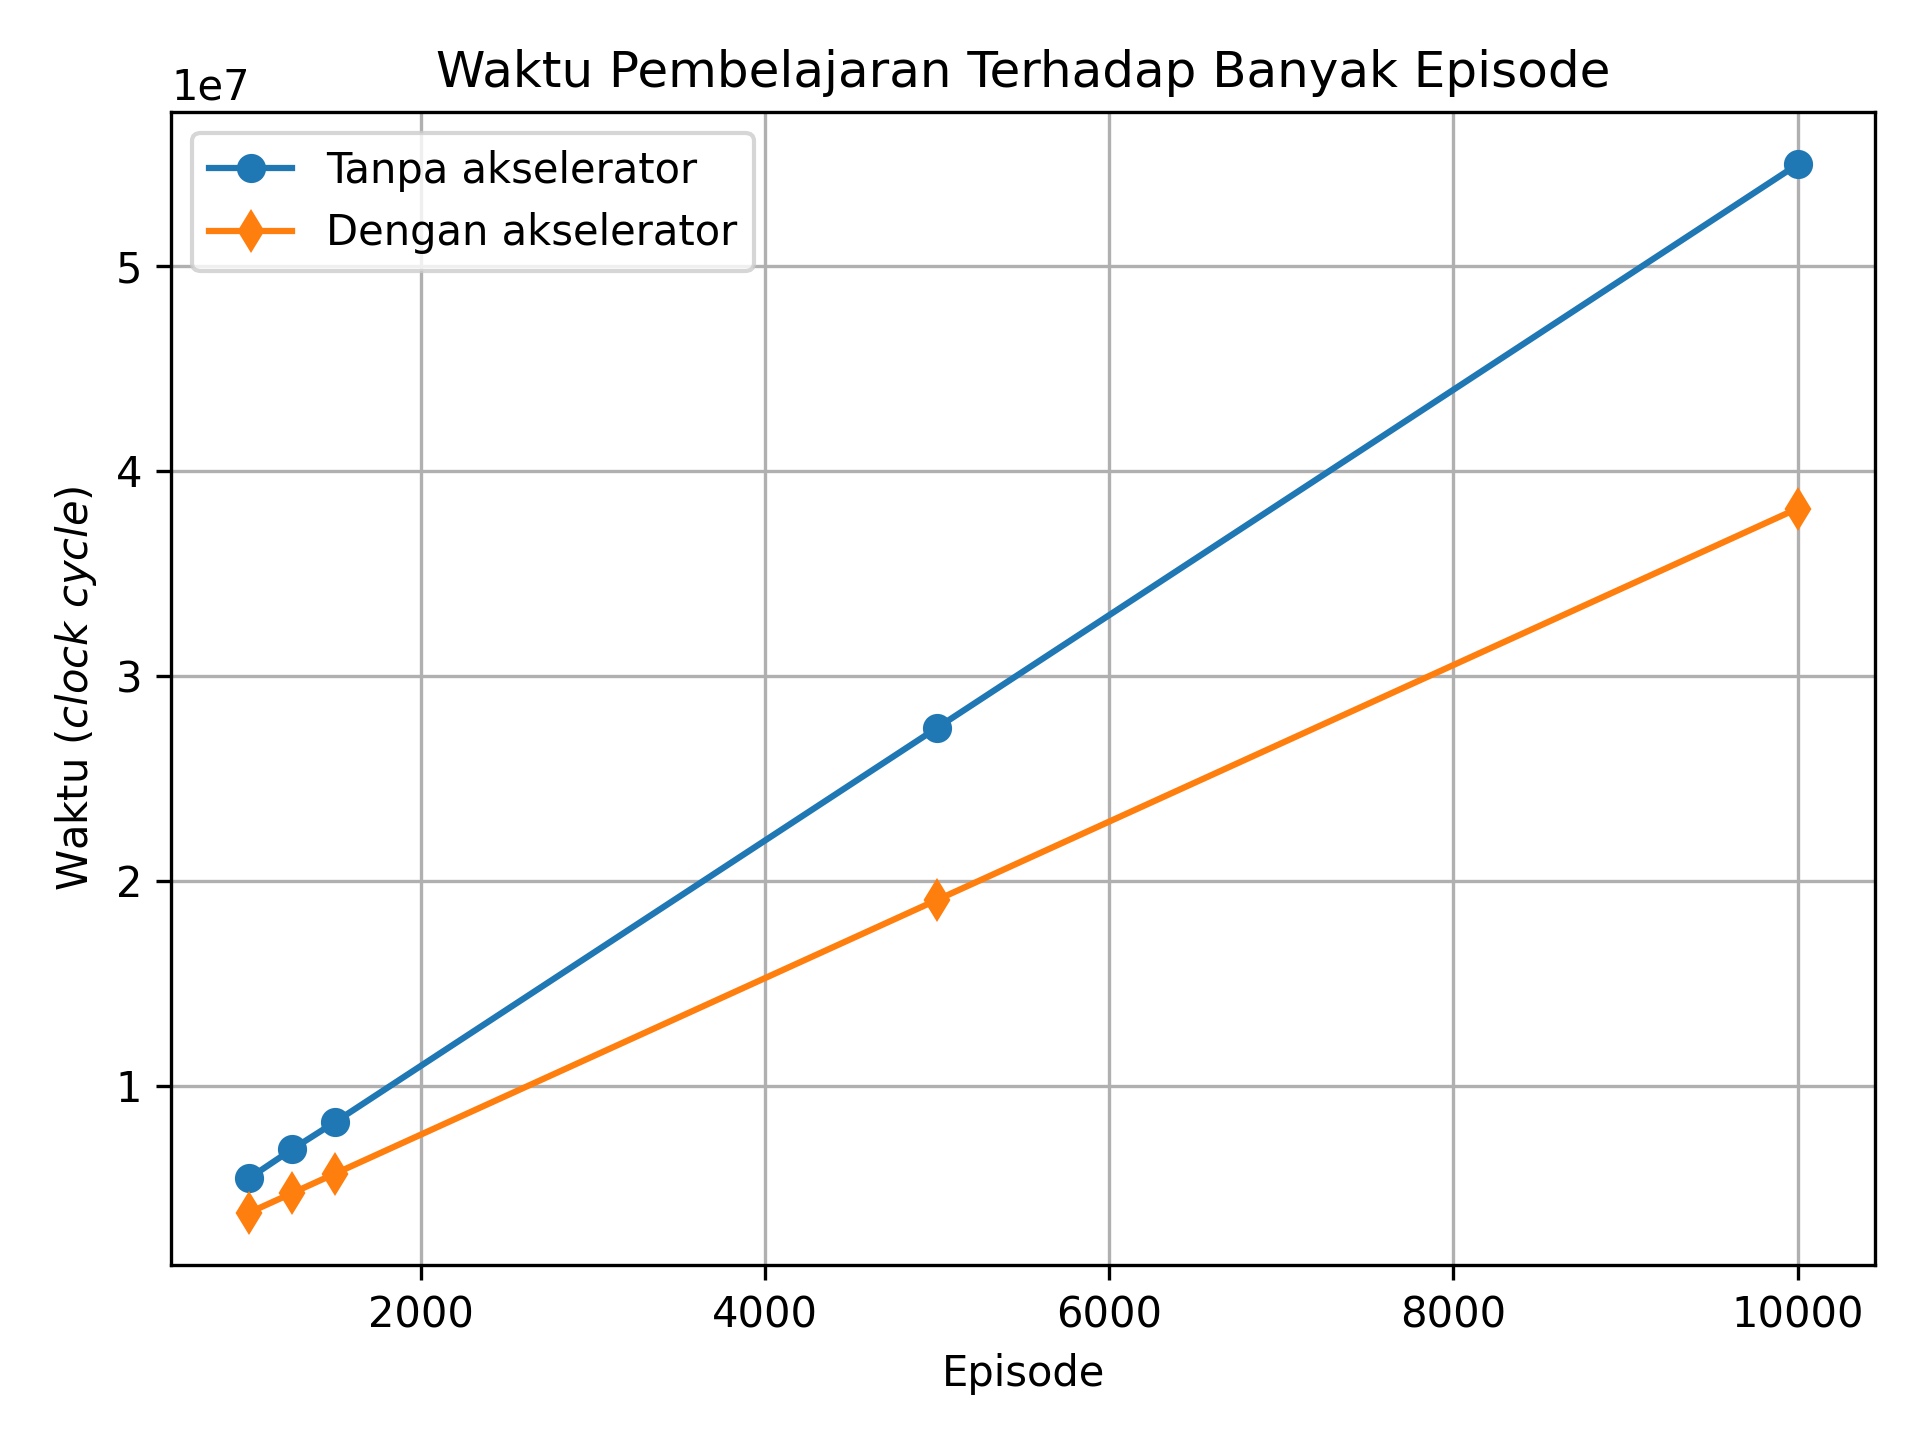 Waktu Pembelajaran Terhadap Banyak Episode
1e7
Tanpa akselerator
Dengan akselerator
5
4
3
2
1
Waktu (clock cycle)
2000 4000 6000 8000 10000
Episode